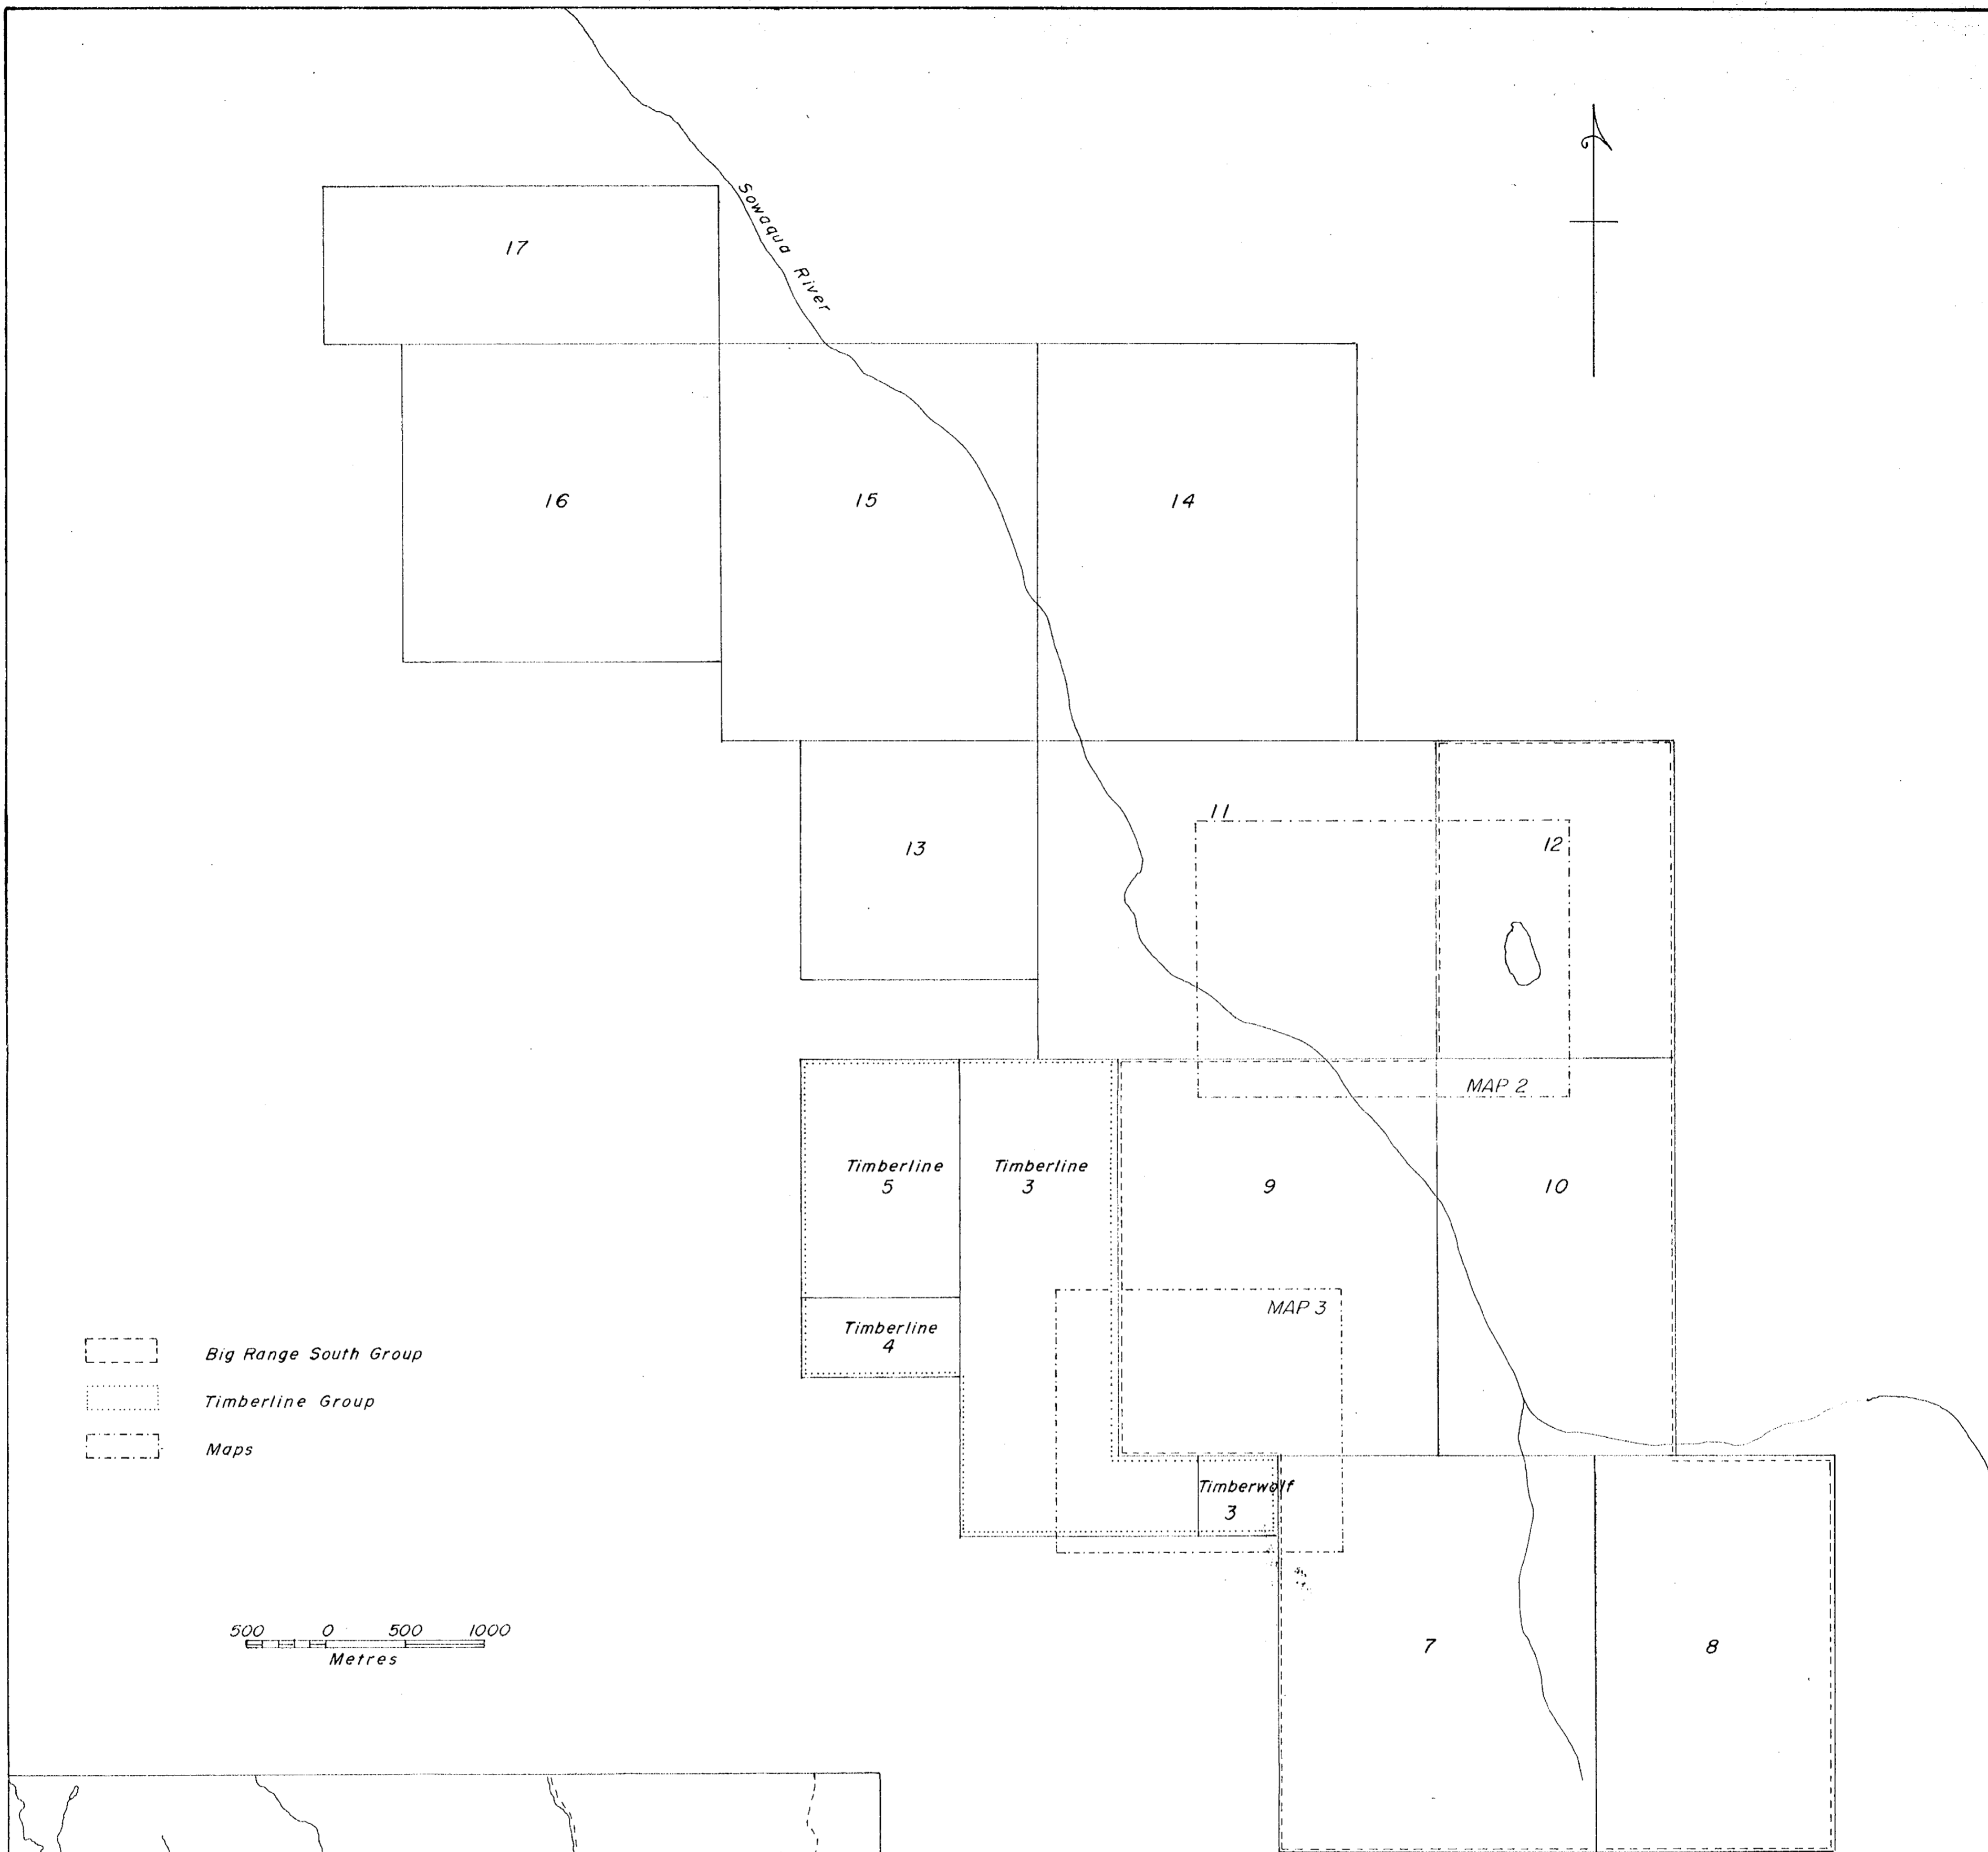 Sowaqua River
17
16
15
14
11
12
13
MAP 2
Timberline
5
Timberline
3
9
10
MAP 3
Timberline
4
Big Range South Group
Timberline Group
Maps
Timberwolf
3
500 0 500 1000
Metres
7
8